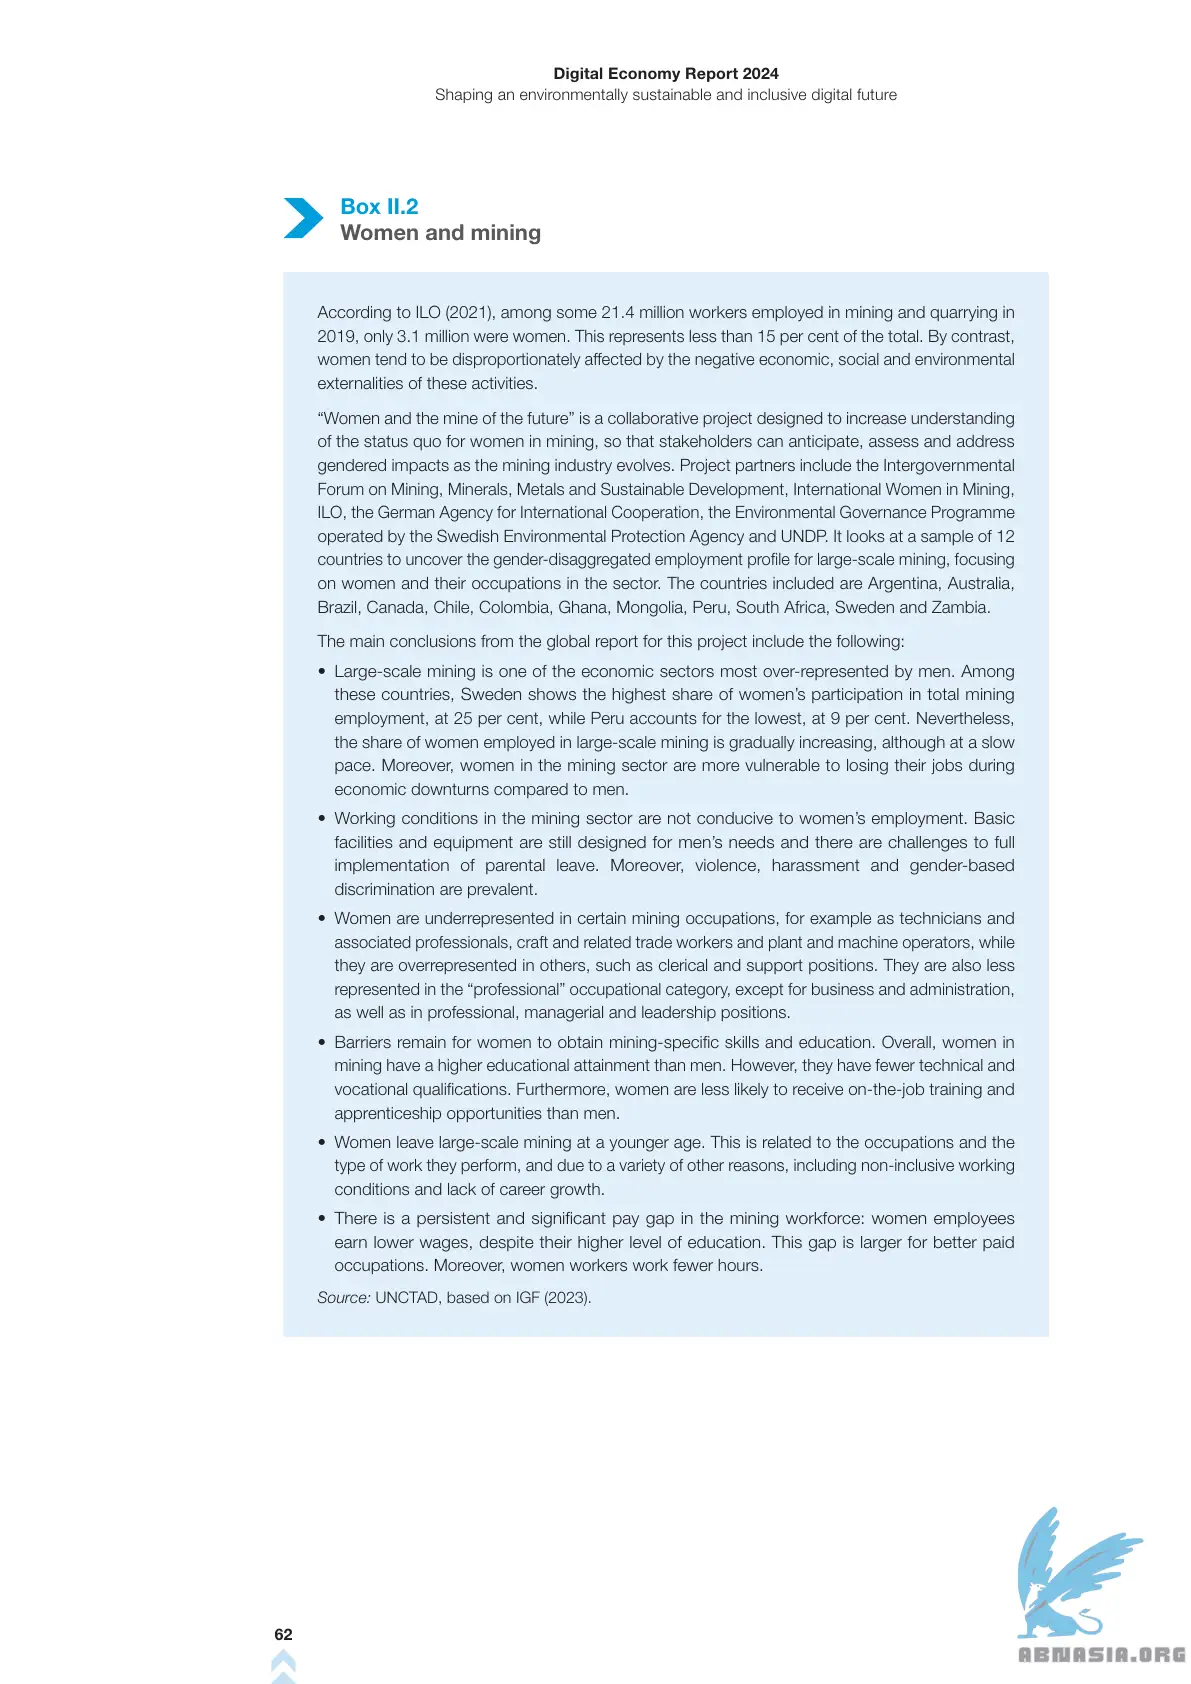 Digital Economy Report 2024
Shaping an environmentally sustainable and inclusive digital future
Box II.2
Women and mining
According to ILO (2021), among some 21.4 million workers employed in mining and quarrying in
2019, only 3.1 million were women. This represents less than 15 per cent of the total. By contrast,
women tend to be disproportionately affected by the negative economic, social and environmental
externalities of these activities.
“Women and the mine of the future” is a collaborative project designed to increase understanding
of the status quo for women in mining, so that stakeholders can anticipate, assess and address
gendered impacts as the mining industry evolves. Project partners include the Intergovernmental
Forum on Mining, Minerals, Metals and Sustainable Development, International Women in Mining,
ILO, the German Agency for International Cooperation, the Environmental Governance Programme
operated by the Swedish Environmental Protection Agency and UNDP. It looks at a sample of 12
countries to uncover the gender-disaggregated employment profile for large-scale mining, focusing
on women and their occupations in the sector. The countries included are Argentina, Australia,
Brazil, Canada, Chile, Colombia, Ghana, Mongolia, Peru, South Africa, Sweden and Zambia.
The main conclusions from the global report for this project include the following:
• Large-scale mining is one of the economic sectors most over-represented by men. Among
these countries, Sweden shows the highest share of women’s participation in total mining
employment, at 25 per cent, while Peru accounts for the lowest, at 9 per cent. Nevertheless,
the share of women employed in large-scale mining is gradually increasing, although at a slow
pace. Moreover, women in the mining sector are more vulnerable to losing their jobs during
economic downturns compared to men.
• Working conditions in the mining sector are not conducive to women’s employment. Basic
facilities and equipment are still designed for men’s needs and there are challenges to full
implementation of parental leave. Moreover, violence, harassment and gender-based
discrimination are prevalent.
• Women are underrepresented in certain mining occupations, for example as technicians and
associated professionals, craft and related trade workers and plant and machine operators, while
they are overrepresented in others, such as clerical and support positions. They are also less
represented in the “professional” occupational category, except for business and administration,
as well as in professional, managerial and leadership positions.
• Barriers remain for women to obtain mining-specific skills and education. Overall, women in
mining have a higher educational attainment than men. However, they have fewer technical and
vocational qualifications. Furthermore, women are less likely to receive on-the-job training and
apprenticeship opportunities than men.
• Women leave large-scale mining at a younger age. This is related to the occupations and the
type of work they perform, and due to a variety of other reasons, including non-inclusive working
conditions and lack of career growth.
• There is a persistent and significant pay gap in the mining workforce: women employees
earn lower wages, despite their higher level of education. This gap is larger for better paid
occupations. Moreover, women workers work fewer hours.
Source: UNCTAD, based on IGF (2023).
62
ABNASIA.ORG